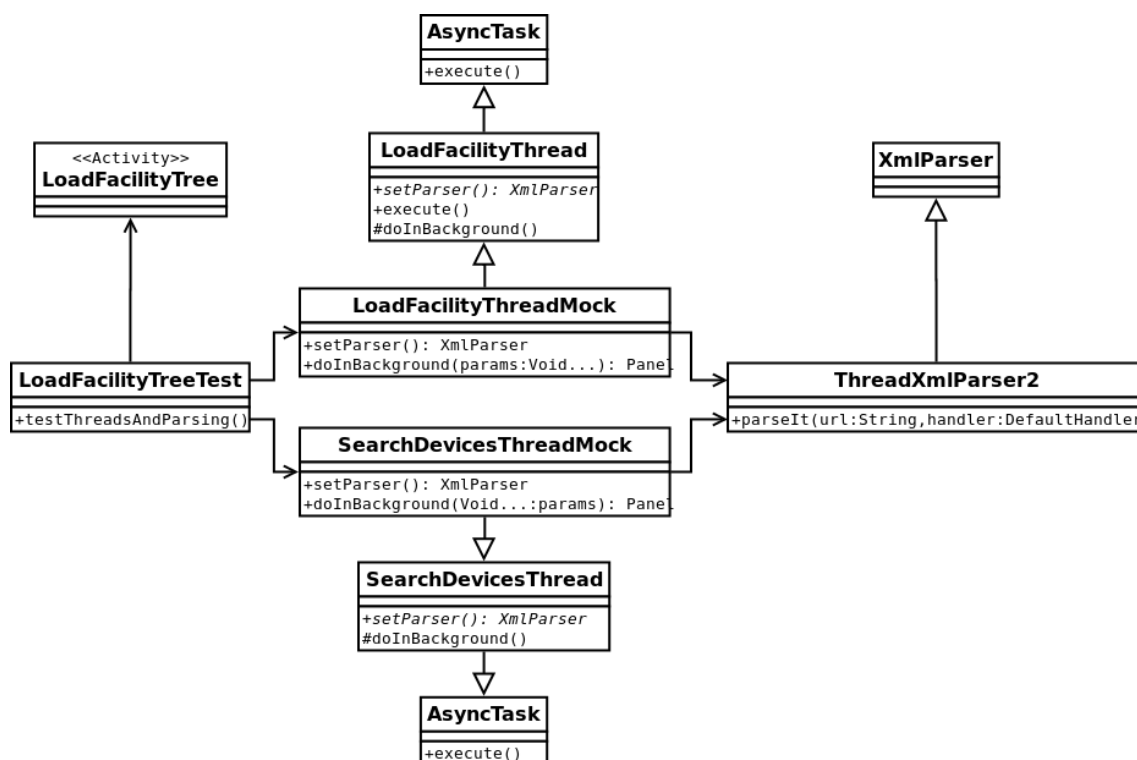 AsyncTask
+execute()
LoadFacilityThread
+setParser(): XmlParser
+execute()
#doInBackground()
<<Activity>>
LoadFacilityTree
XmlParser
LoadFacilityThreadMock
+setParser(): XmlParser
+doInBackground(params:Void...): Panel
LoadFacilityTreeTest
+testThreadsAndParsing()
ThreadXmlParser2
+parseIt(url:String,handler:DefaultHandler
SearchDevicesThreadMock
+setParser(): XmlParser
+doInBackground(Void...:params): Panel
SearchDevicesThread
+setParser(): XmlParser
#doInBackground()
AsyncTask
+execute()